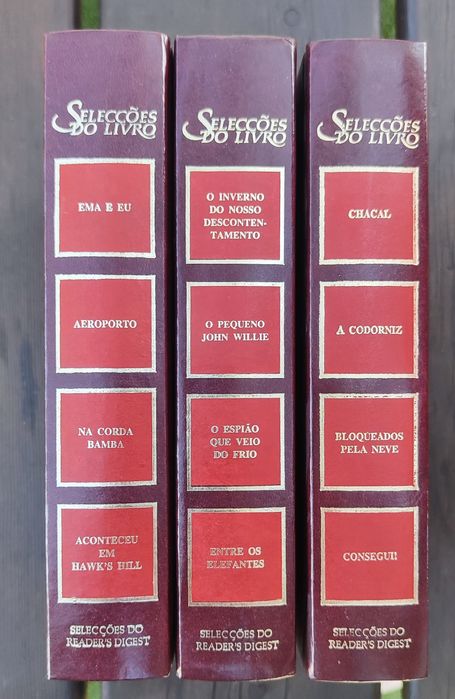 SELECÇÕES
DO LIVRO
EMA E EU
AEROPORTO
NA CORDA
BAMBA
ACONTECEU
EM
HAWK'S HILL
SELECÇÕES DO
READER'S DIGEST
SELECÇÕES
DO LIVRO
O INVERNO
DO NOSSO
DESCONTEN-
TAMENTO
O PEQUENO
JOHN WILLIE
O ESPIÃO
QUE VEIO
DO FRIO
ENTRE OS
ELEFANTES
SELECÇÕES DO
READER'S DIGEST
SELECÇÕES
DO LIVRO
CHACAL
A CODORNIZ
BLOQUEADOS
PELA NEVE
CONSEGUI!
SELECÇÕES DO
READER'S DIGEST